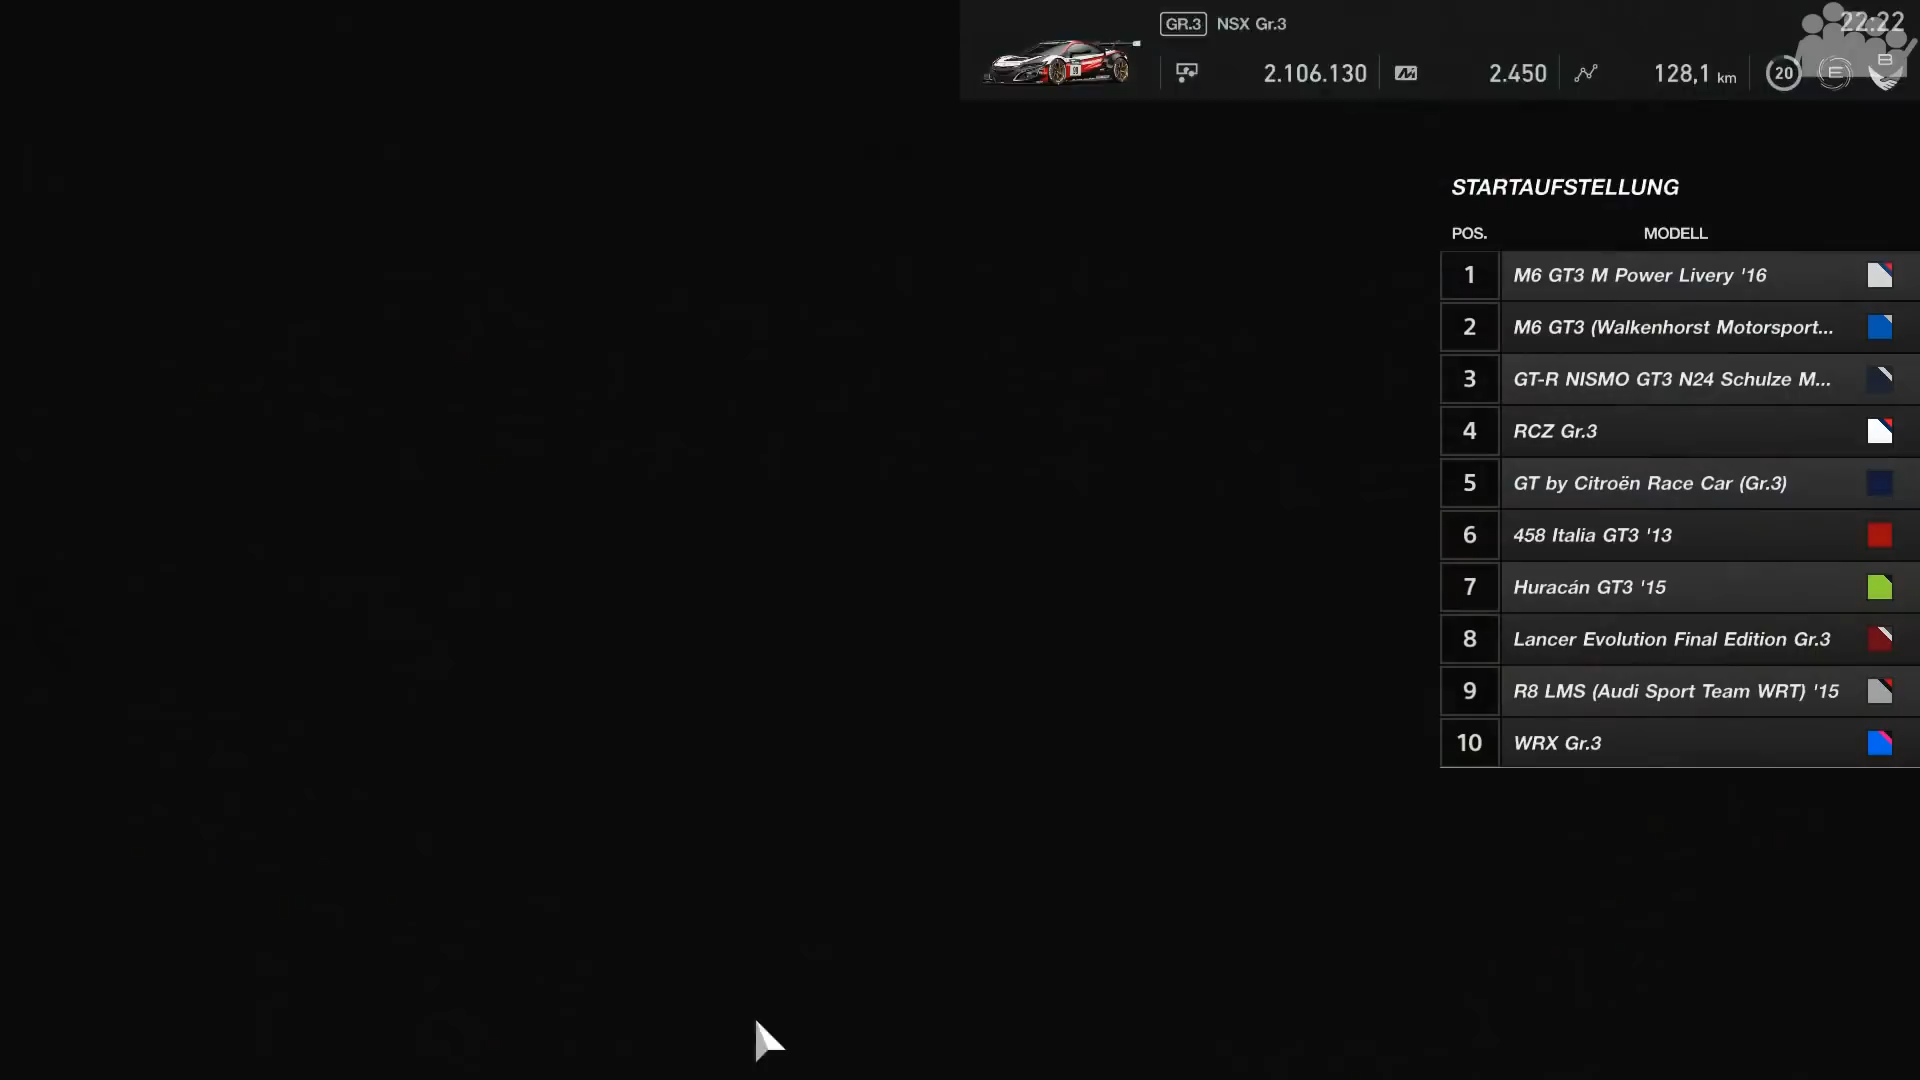 GR.3 NSX Gr.3
22:22
2.106.130 2.450 128,1 km 20 E B
STARTAUFSTELLUNG
POS. MODELL
1 M6 GT3 M Power Livery '16
2 M6 GT3 (Walkenhorst Motorsport...
3 GT-R NISMO GT3 N24 Schulze M...
4 RCZ Gr.3
5 GT by Citroën Race Car (Gr.3)
6 458 Italia GT3 '13
7 Huracán GT3 '15
8 Lancer Evolution Final Edition Gr.3
9 R8 LMS (Audi Sport Team WRT) '15
10 WRX Gr.3